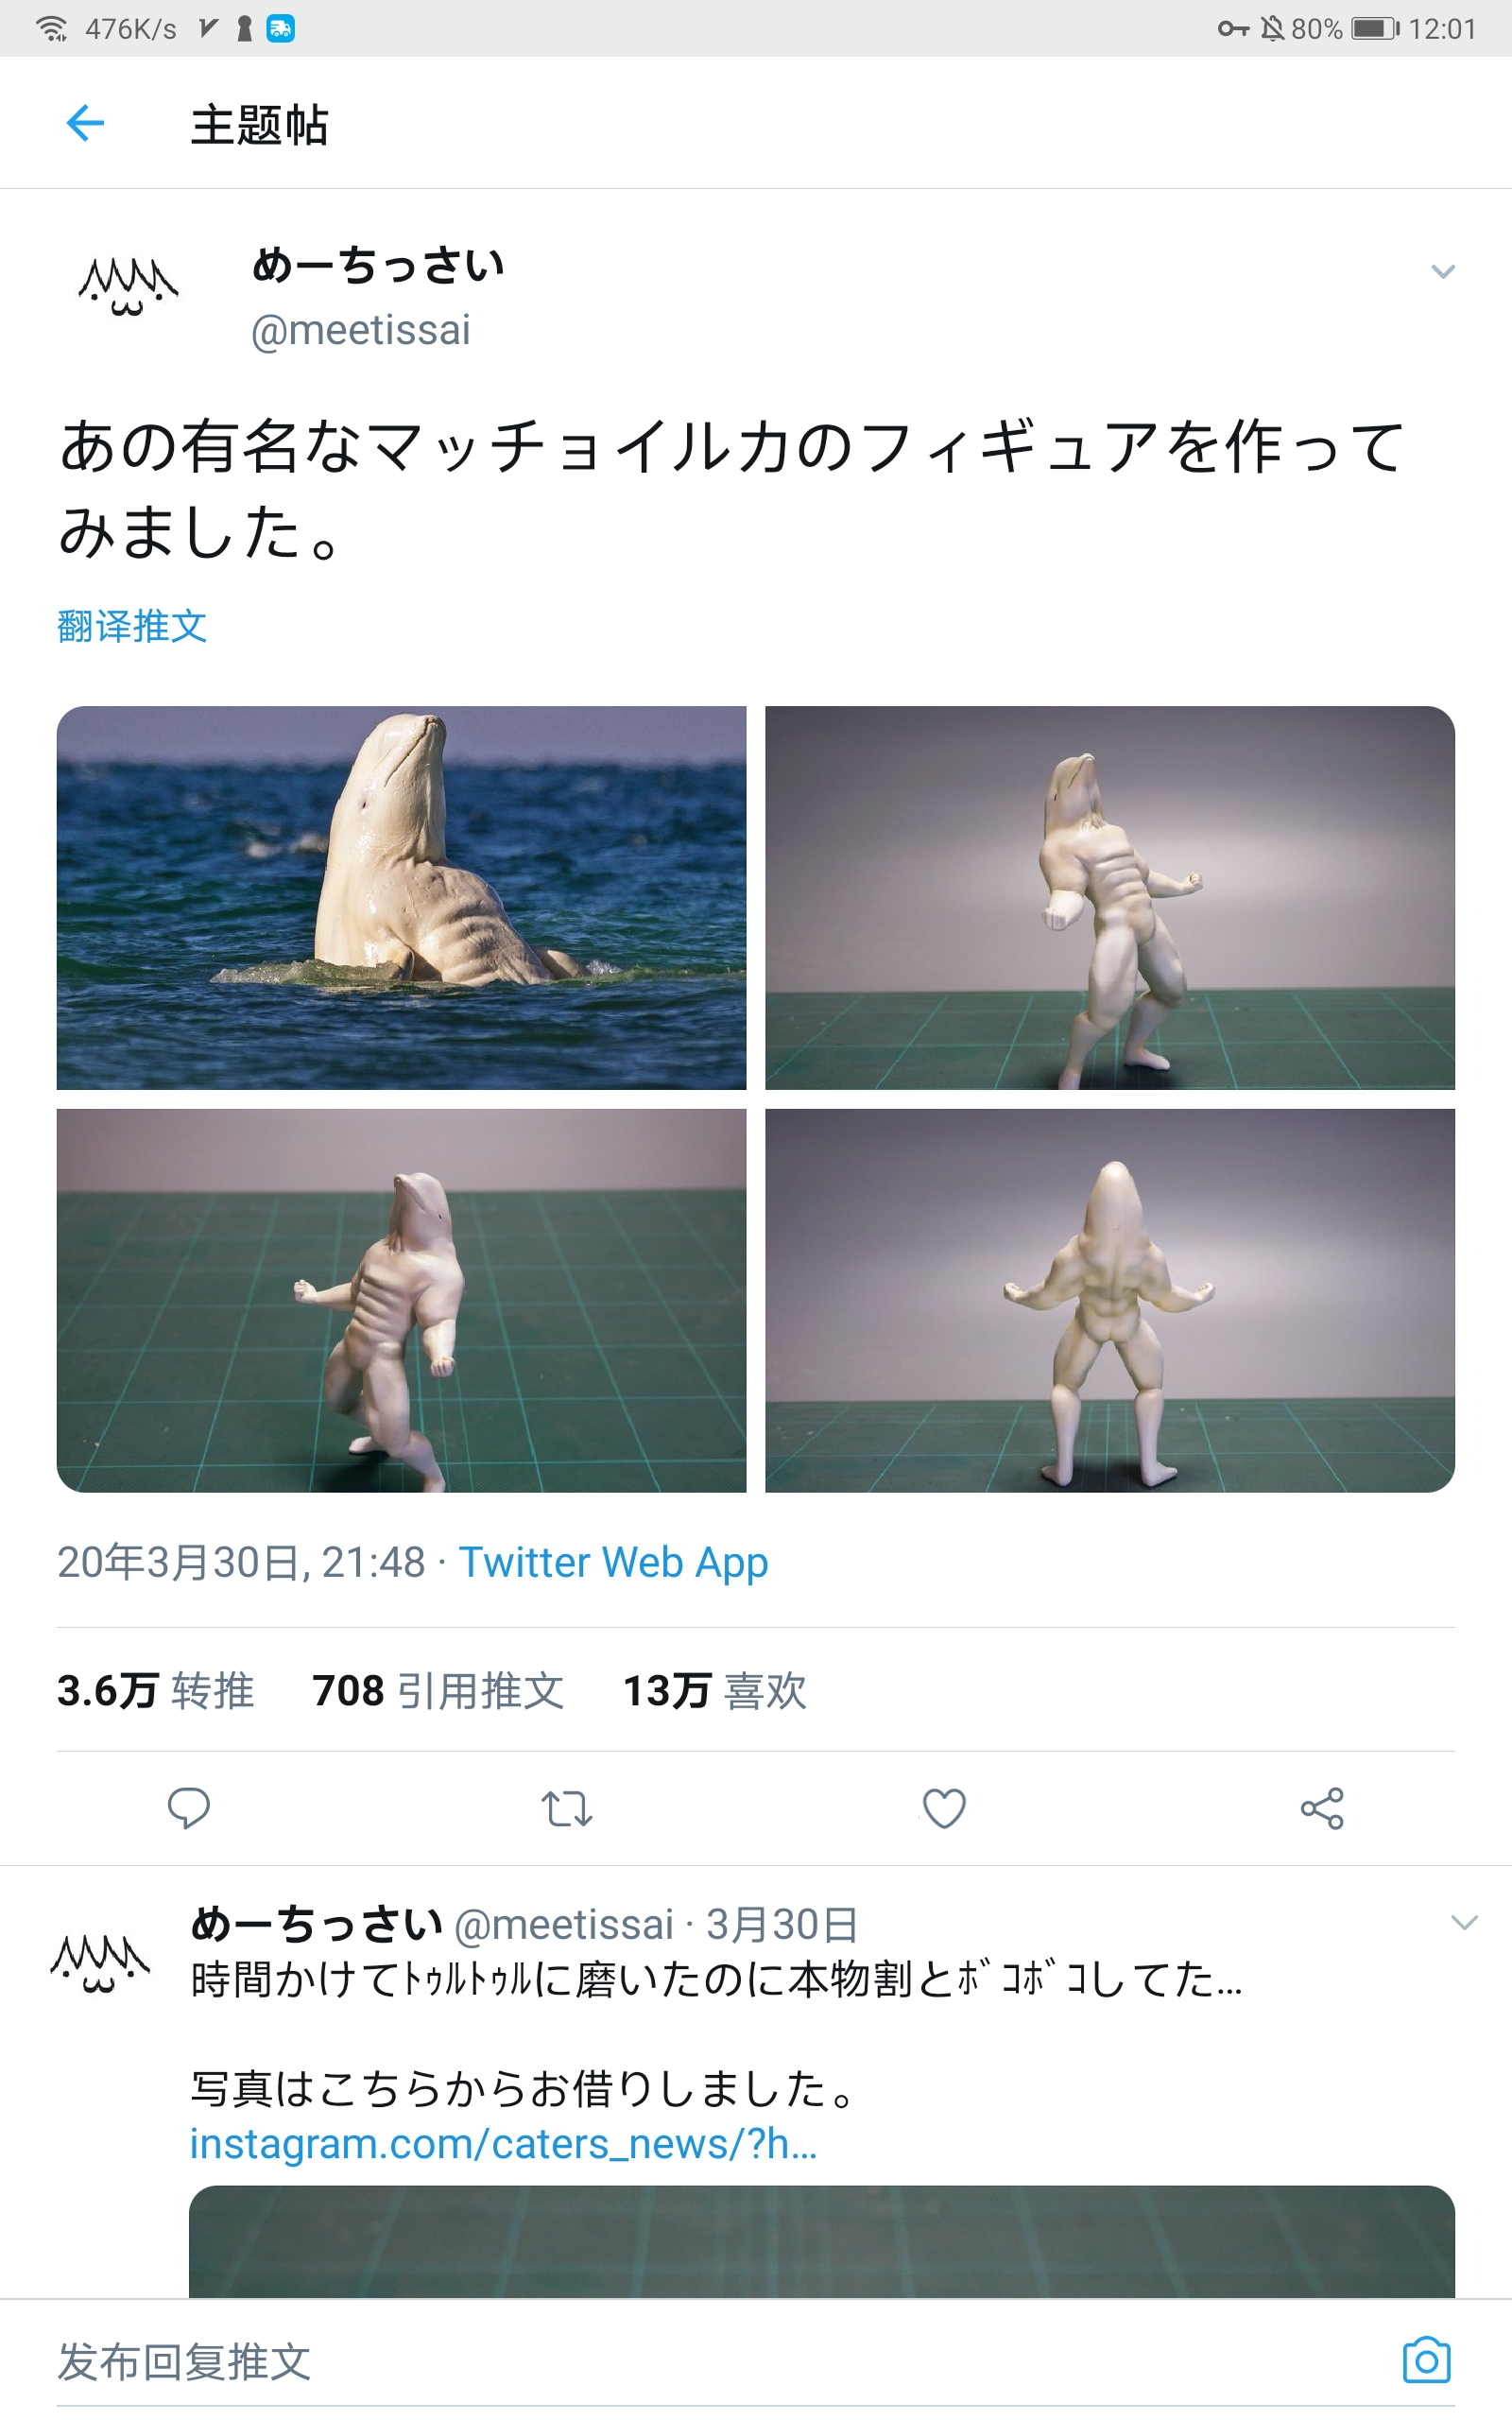 476K/s 80% 12:01
主题帖
めーちっさい
@meetissai
あの有名なマッチョイルカのフィギュアを作って
みました。
翻译推文
20年3月30日, 21:48 · Twitter Web App
3.6万 转推 708 引用推文 13万 喜欢
めーちっさい @meetissai · 3月30日
時間かけてﾄｩﾙﾄｩﾙに磨いたのに本物割とﾎﾞｺﾎﾞｺしてた…
写真はこちらからお借りしました。
instagram.com/caters_news/?h…
发布回复推文